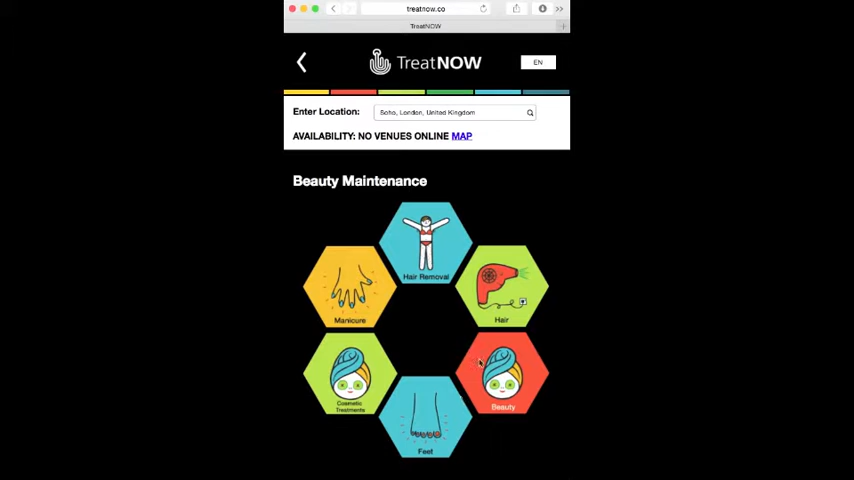 treatnow.co
TreatNOW
TreatNOW
EN
Enter Location:
Soho, London, United Kingdom
AVAILABILITY: NO VENUES ONLINE MAP
Beauty Maintenance
Hair Removal
Manicure
Hair
Cosmetic
Treatments
Beauty
Feet